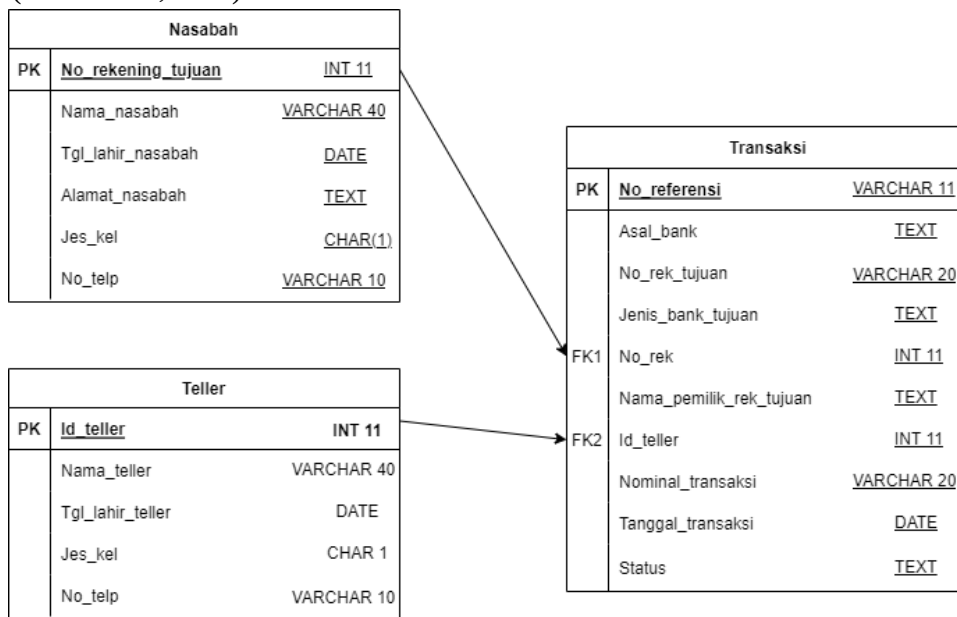 Nasabah
PK No_rekening_tujuan INT 11
Nama_nasabah VARCHAR 40
Tgl_lahir_nasabah DATE
Alamat_nasabah TEXT
Jes_kel CHAR(1)
No_telp VARCHAR 10
Teller
PK Id_teller INT 11
Nama_teller VARCHAR 40
Tgl_lahir_teller DATE
Jes_kel CHAR 1
No_telp VARCHAR 10
Transaksi
PK No_referensi VARCHAR 11
Asal_bank TEXT
No_rek_tujuan VARCHAR 20
Jenis_bank_tujuan TEXT
FK1 No_rek INT 11
Nama_pemilik_rek_tujuan TEXT
FK2 Id_teller INT 11
Nominal_transaksi VARCHAR 20
Tanggal_transaksi DATE
Status TEXT